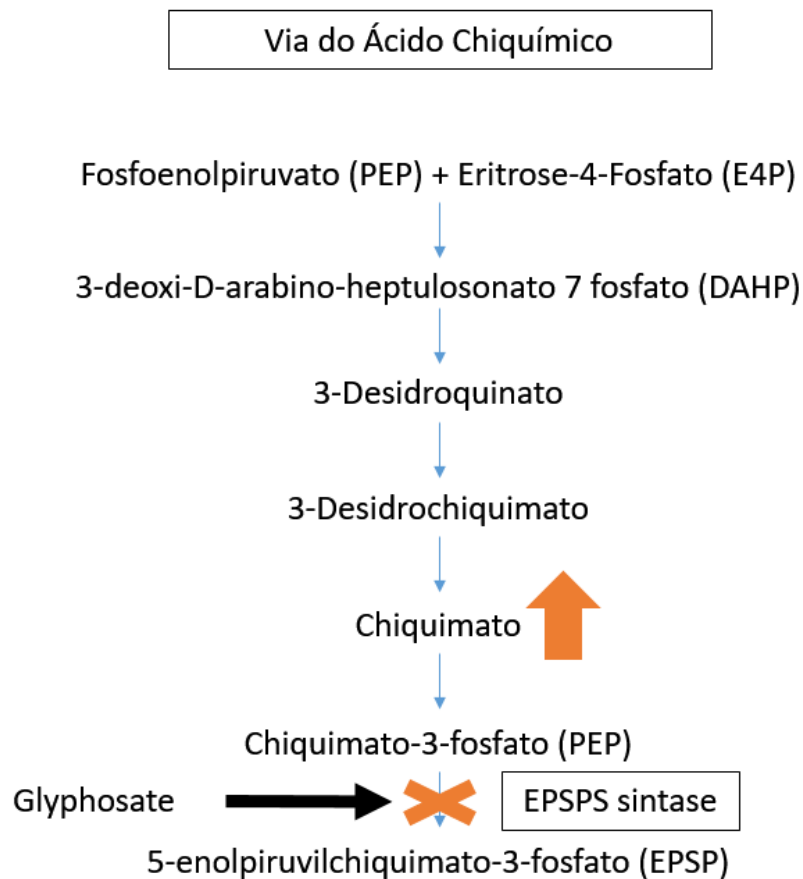 Via do Ácido Chiquímico
Fosfoenolpiruvato (PEP) + Eritrose-4-Fosfato (E4P)
3-deoxi-D-arabino-heptulosonato 7 fosfato (DAHP)
3-Desidroquinato
3-Desidrochiquimato
Chiquimato
Chiquimato-3-fosfato (PEP)
Glyphosate
EPSPS sintase
5-enolpiruvilchiquimato-3-fosfato (EPSP)